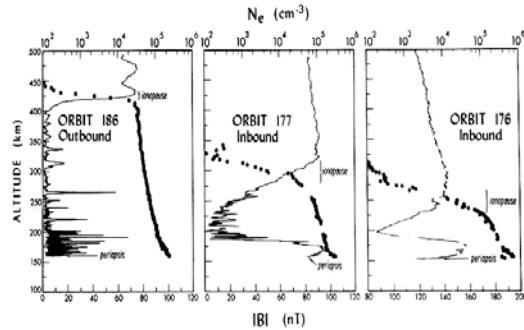 Ne (cm⁻³)
10² 10³ 10⁴ 10⁵ 10⁶
10² 10³ 10⁴ 10⁵ 10⁶
10² 10³ 10⁴ 10⁵ 10⁶
500
450
400
350
300
250
200
150
100
ALTITUDE (km)
ORBIT 186
Outbound
ionopause
periapsis
ORBIT 177
Inbound
ionopause
periapsis
ORBIT 176
Inbound
ionopause
periapsis
0 20 40 60 80 100 120
0 20 40 60 80 100 120
80 100 120 140 160 180 200
|B| (nT)